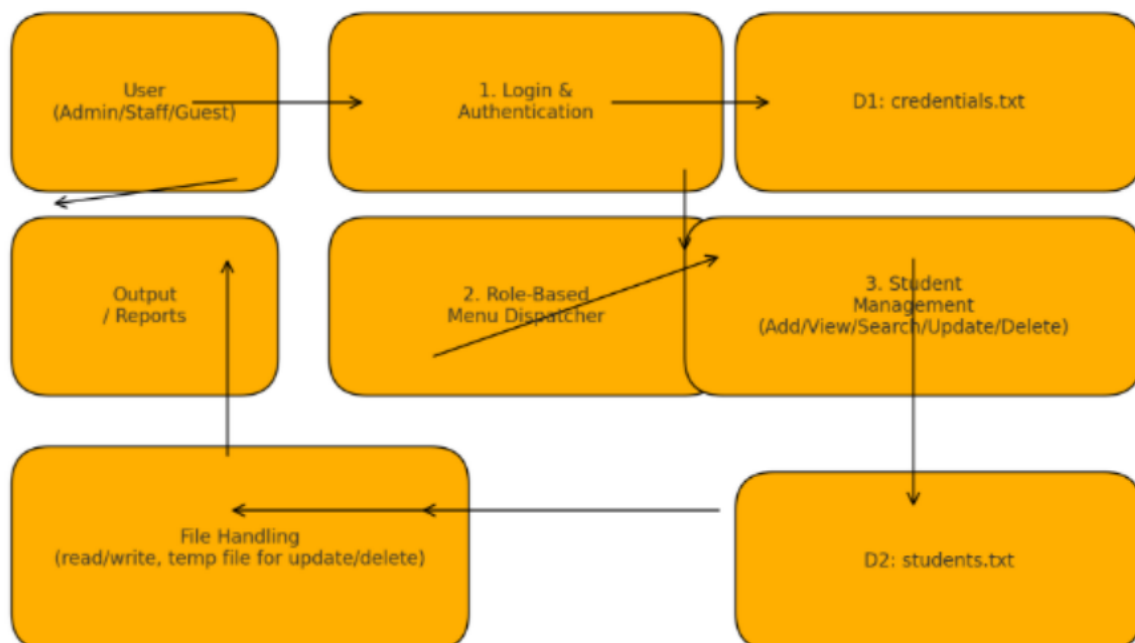 User
(Admin/Staff/Guest)
1. Login &
Authentication
D1: credentials.txt
Output
/ Reports
2. Role-Based
Menu Dispatcher
3. Student
Management
(Add/View/Search/Update/Delete)
File Handling
(read/write, temp file for update/delete)
D2: students.txt